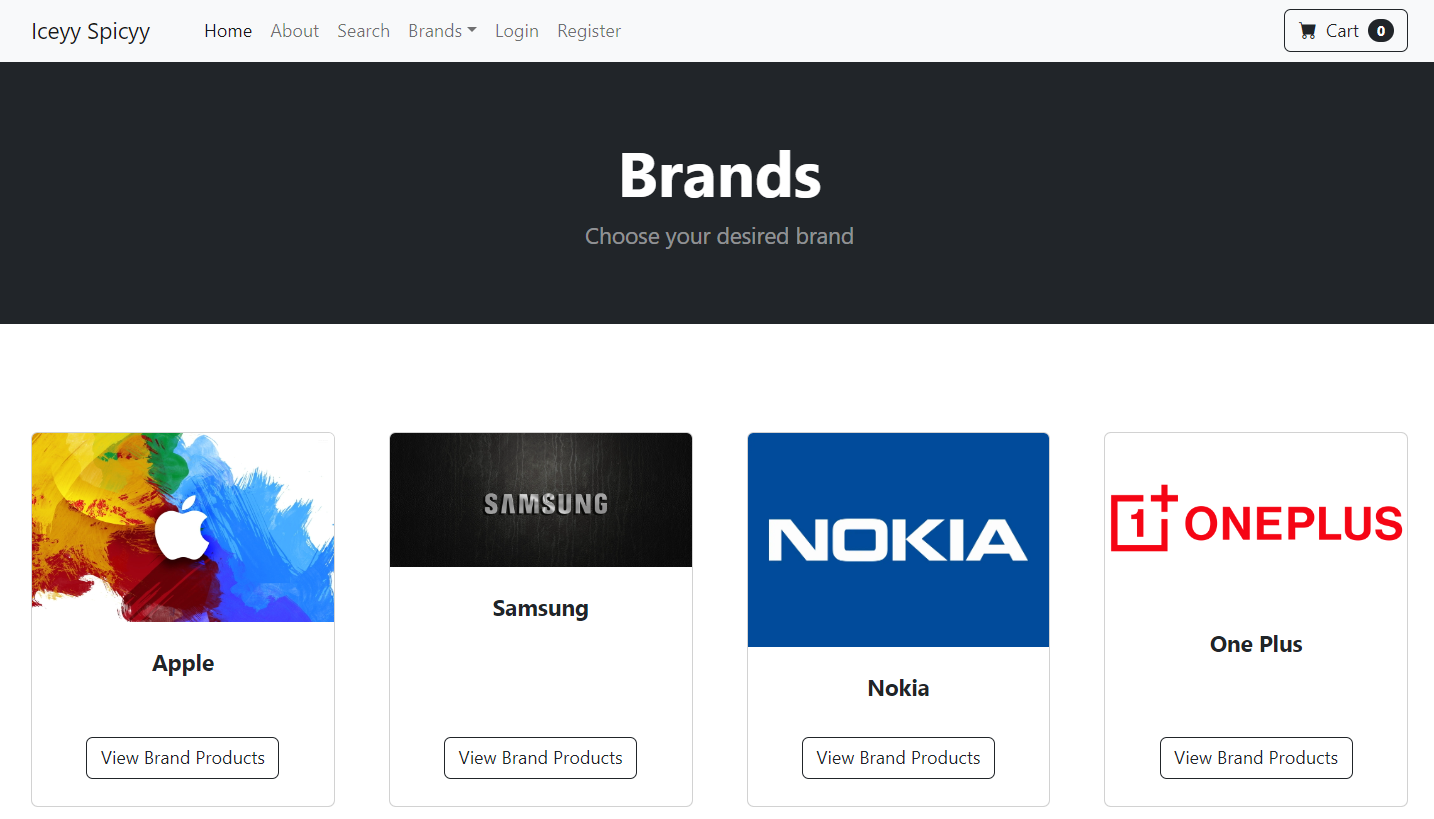 Iceyy Spicyy Home About Search Brands Login Register Cart 0
Brands
Choose your desired brand
SAMSUNG
NOKIA
1+ ONEPLUS
Apple
Samsung
Nokia
One Plus
View Brand Products
View Brand Products
View Brand Products
View Brand Products